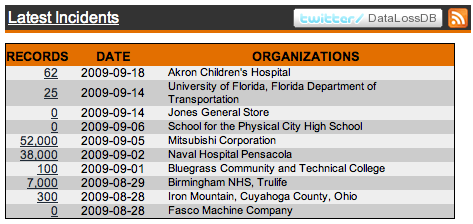 Latest Incidents
twitter/ DataLossDB
RECORDS DATE ORGANIZATIONS
62 2009-09-18 Akron Children's Hospital
25 2009-09-14 University of Florida, Florida Department of
Transportation
0 2009-09-14 Jones General Store
0 2009-09-06 School for the Physical City High School
52,000 2009-09-05 Mitsubishi Corporation
38,000 2009-09-02 Naval Hospital Pensacola
100 2009-09-01 Bluegrass Community and Technical College
7,000 2009-08-29 Birmingham NHS, Trulife
300 2009-08-28 Iron Mountain, Cuyahoga County, Ohio
0 2009-08-28 Fasco Machine Company